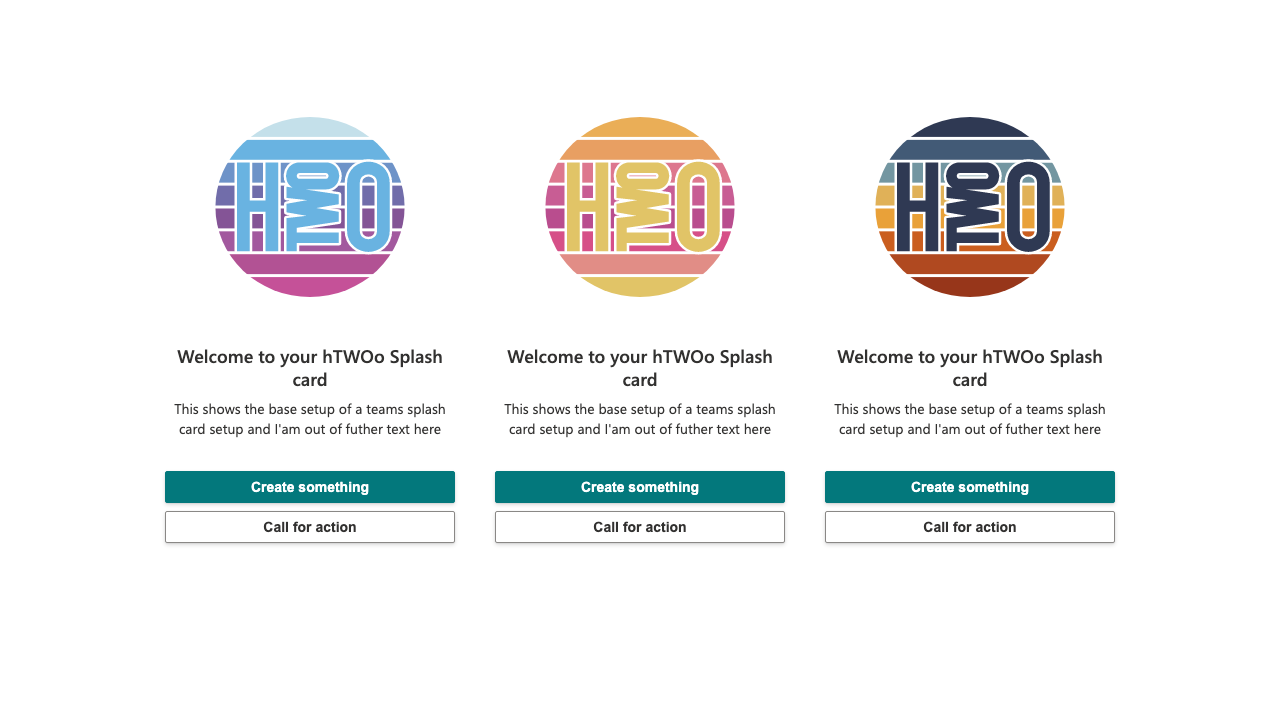 HTWOO
HTWOO
HTWOO
Welcome to your hTWOo Splash
card
This shows the base setup of a teams splash
card setup and I'am out of futher text here
Create something
Call for action
Welcome to your hTWOo Splash
card
This shows the base setup of a teams splash
card setup and I'am out of futher text here
Create something
Call for action
Welcome to your hTWOo Splash
card
This shows the base setup of a teams splash
card setup and I'am out of futher text here
Create something
Call for action